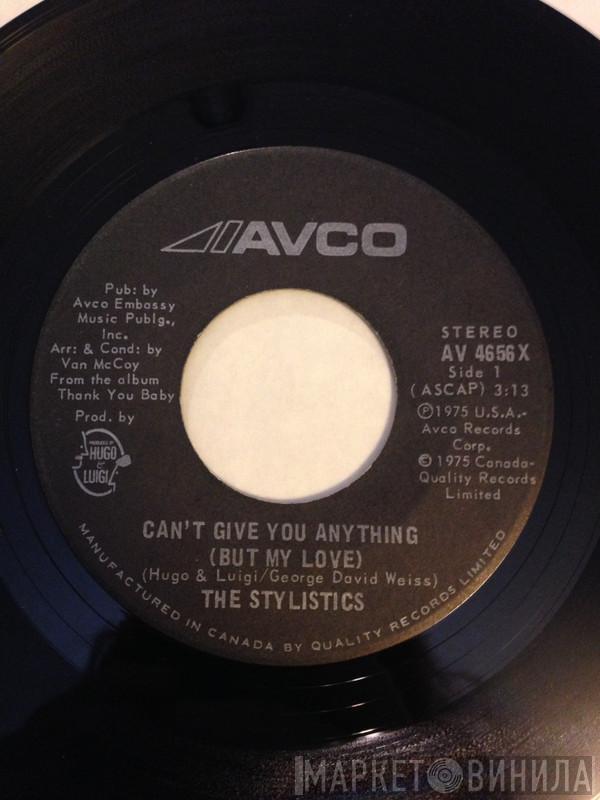 AVCO
Pub: by
Avco Embassy
Music Publg.,
Inc.
Arr: & Cond: by
Van McCoy
From the album
Thank You Baby
Prod. by
PRODUCED BY
HUGO
&
LUIGI
STEREO
AV 4656X
Side 1
(ASCAP) 3:13
Ⓟ1975 U.S.A.-
Avco Records
Corp.
©1975 Canada-
Quality Records
Limited
CAN'T GIVE YOU ANYTHING
(BUT MY LOVE)
(Hugo & Luigi/George David Weiss)
THE STYLISTICS
MANUFACTURED IN CANADA BY QUALITY RECORDS LIMITED
МАРКЕТ ВИНИЛА